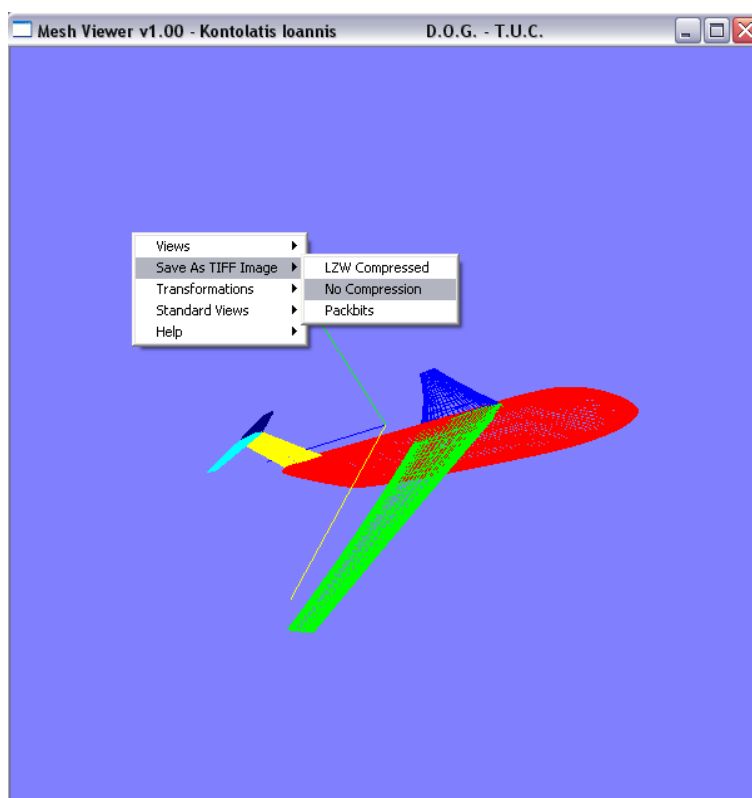 Mesh Viewer v1.00 - Kontolatis Ioannis D.O.G. - T.U.C.
Views
Save As TIFF Image
Transformations
Standard Views
Help
LZW Compressed
No Compression
Packbits